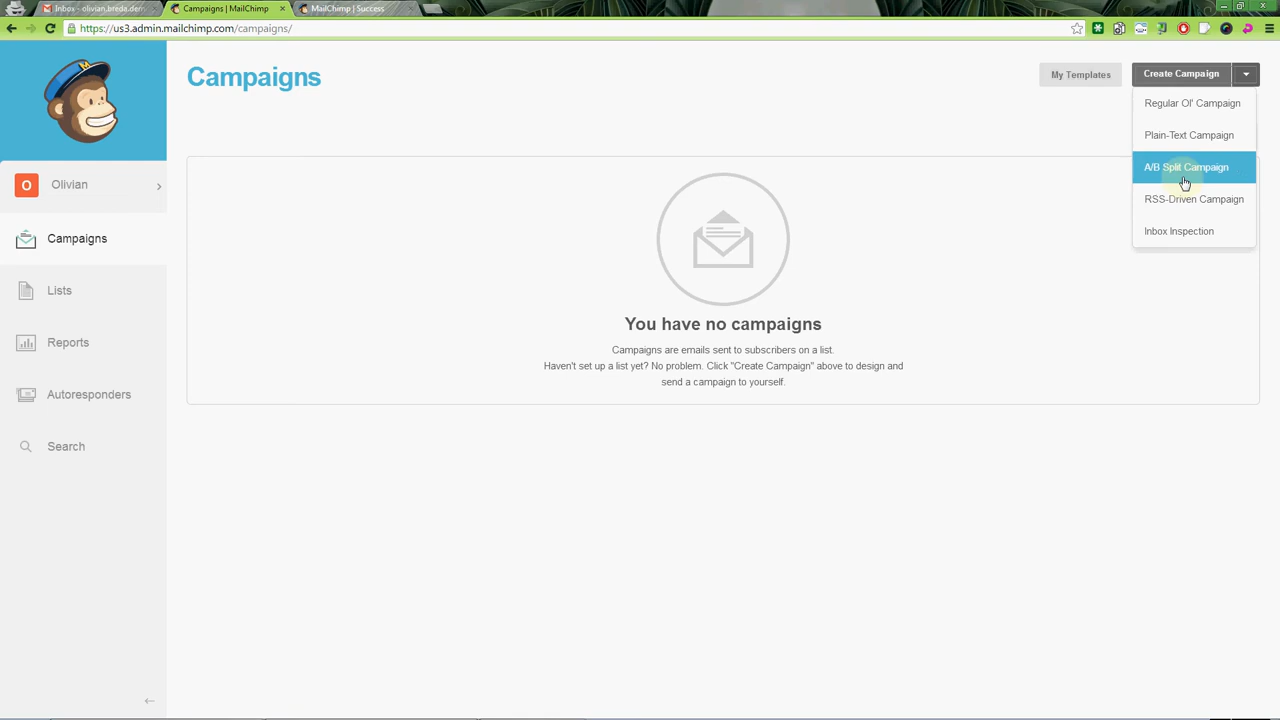 Inbox - olivian.breda.dem
Campaigns | MailChimp
MailChimp | Success
https://us3.admin.mailchimp.com/campaigns/
Campaigns
My Templates
Create Campaign
Regular Ol' Campaign
Plain-Text Campaign
A/B Split Campaign
RSS-Driven Campaign
Inbox Inspection
O
Olivian
Campaigns
Lists
Reports
Autoresponders
Search
You have no campaigns
Campaigns are emails sent to subscribers on a list.
Haven't set up a list yet? No problem. Click "Create Campaign" above to design and
send a campaign to yourself.